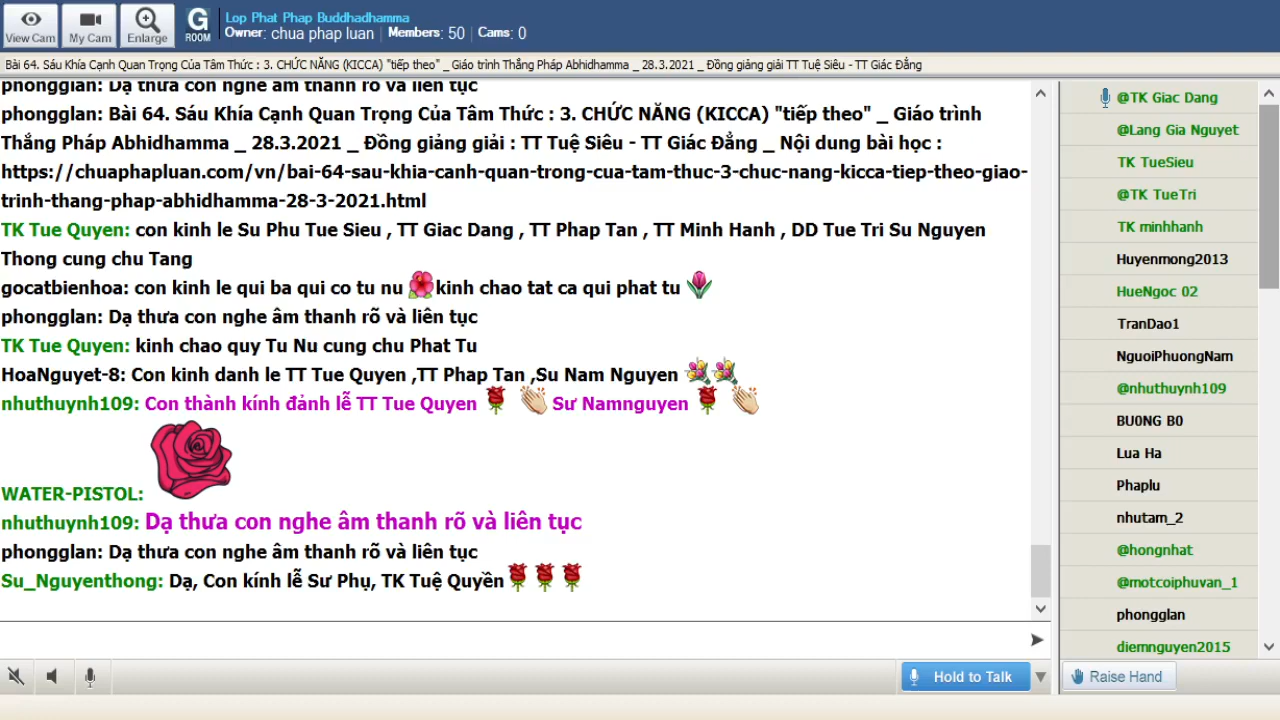 View Cam
My Cam
Enlarge
G
ROOM
Lop Phat Phap Buddhadhamma
Owner: chua phap luan Members: 50 Cams: 0
Bài 64. Sáu Khía Cạnh Quan Trọng Của Tâm Thức : 3. CHỨC NĂNG (KICCA) "tiếp theo" _ Giáo trình Thắng Pháp Abhidhamma _ 28.3.2021 _ Đồng giảng giải TT Tuệ Siêu - TT Giác Đẳng
phongglan: Dạ thưa con nghe âm thanh rõ và liên tục
phongglan: Bài 64. Sáu Khía Cạnh Quan Trọng Của Tâm Thức : 3. CHỨC NĂNG (KICCA) "tiếp theo" _ Giáo trình
Thắng Pháp Abhidhamma _ 28.3.2021 _ Đồng giảng giải : TT Tuệ Siêu - TT Giác Đẳng _ Nội dung bài học :
https://chuaphapluan.com/vn/bai-64-sau-khia-canh-quan-trong-cua-tam-thuc-3-chuc-nang-kicca-tiep-theo-giao-
trinh-thang-phap-abhidhamma-28-3-2021.html
TK Tue Quyen: con kinh le Su Phu Tue Sieu , TT Giac Dang , TT Phap Tan , TT Minh Hanh , DD Tue Tri Su Nguyen
Thong cung chu Tang
gocatbienhoa: con kinh le qui ba qui co tu nu kinh chao tat ca qui phat tu
phongglan: Dạ thưa con nghe âm thanh rõ và liên tục
TK Tue Quyen: kinh chao quy Tu Nu cung chu Phat Tu
HoaNguyet-8: Con kinh danh le TT Tue Quyen ,TT Phap Tan ,Su Nam Nguyen
nhuthuynh109: Con thành kính đảnh lễ TT Tue Quyen Sư Namnguyen
WATER-PISTOL:
nhuthuynh109: Dạ thưa con nghe âm thanh rõ và liên tục
phongglan: Dạ thưa con nghe âm thanh rõ và liên tục
Su_Nguyenthong: Dạ, Con kính lễ Sư Phụ, TK Tuệ Quyền
@TK Giac Dang
@Lang Gia Nguyet
TK TueSieu
@TK TueTri
TK minhhanh
Huyenmong2013
HueNgoc 02
TranDao1
NguoiPhuongNam
@nhuthuynh109
BU0NG B0
Lua Ha
Phaplu
nhutam_2
@hongnhat
@motcoiphuvan_1
phongglan
diemnguyen2015
Hold to Talk
Raise Hand